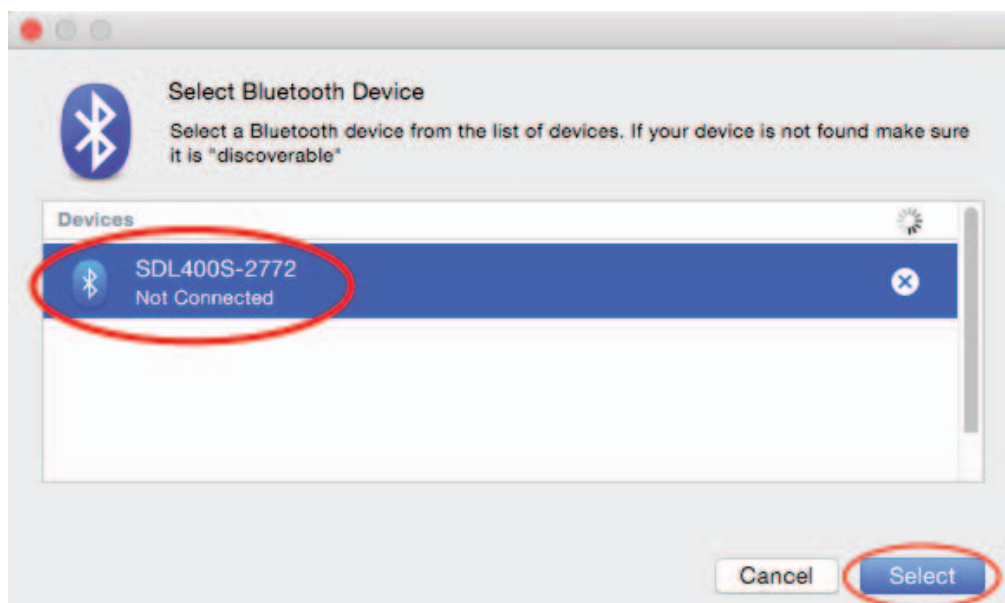 Select Bluetooth Device
Select a Bluetooth device from the list of devices. If your device is not found make sure
it is "discoverable"
Devices
SDL400S-2772
Not Connected
Cancel
Select